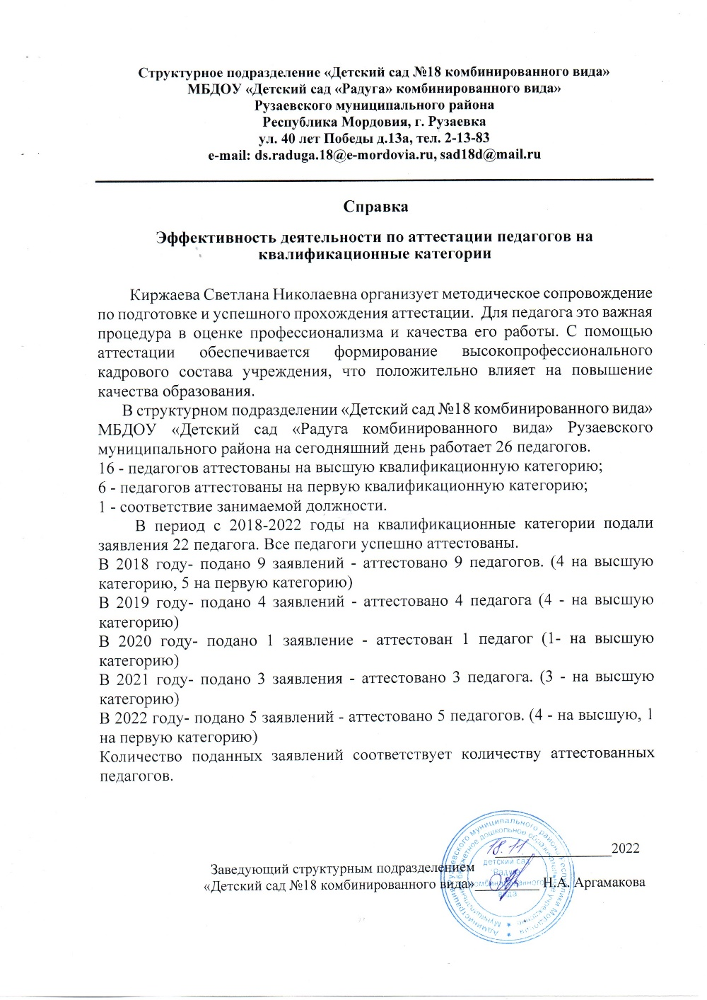 Структурное подразделение «Детский сад №18 комбинированного вида»
МБДОУ «Детский сад «Радуга» комбинированного вида»
Рузаевского муниципального района
Республика Мордовия, г. Рузаевка
ул. 40 лет Победы д.13а, тел. 2-13-83
e-mail: ds.raduga.18@e-mordovia.ru, sad18d@mail.ru
Справка
Эффективность деятельности по аттестации педагогов на
квалификационные категории
Киржаева Светлана Николаевна организует методическое сопровождение
по подготовке и успешного прохождения аттестации. Для педагога это важная
процедура в оценке профессионализма и качества его работы. С помощью
аттестации обеспечивается формирование высокопрофессионального
кадрового состава учреждения, что положительно влияет на повышение
качества образования.
В структурном подразделении «Детский сад №18 комбинированного вида»
МБДОУ «Детский сад «Радуга комбинированного вида» Рузаевского
муниципального района на сегодняшний день работает 26 педагогов.
16 - педагогов аттестованы на высшую квалификационную категорию;
6 - педагогов аттестованы на первую квалификационную категорию;
1 - соответствие занимаемой должности.
В период с 2018-2022 годы на квалификационные категории подали
заявления 22 педагога. Все педагоги успешно аттестованы.
В 2018 году- подано 9 заявлений - аттестовано 9 педагогов. (4 на высшую
категорию, 5 на первую категорию)
В 2019 году- подано 4 заявлений - аттестовано 4 педагога (4 - на высшую
категорию)
В 2020 году- подано 1 заявление - аттестован 1 педагог (1- на высшую
категорию)
В 2021 году- подано 3 заявления - аттестовано 3 педагога. (3 - на высшую
категорию)
В 2022 году- подано 5 заявлений - аттестовано 5 педагогов. (4 - на высшую, 1
на первую категорию)
Количество поданных заявлений соответствует количеству аттестованных
педагогов.
18.11 2022
Заведующий структурным подразделением
«Детский сад №18 комбинированного вида» Н.А. Аргамакова
детский сад
Радуга
комбинированного
вида